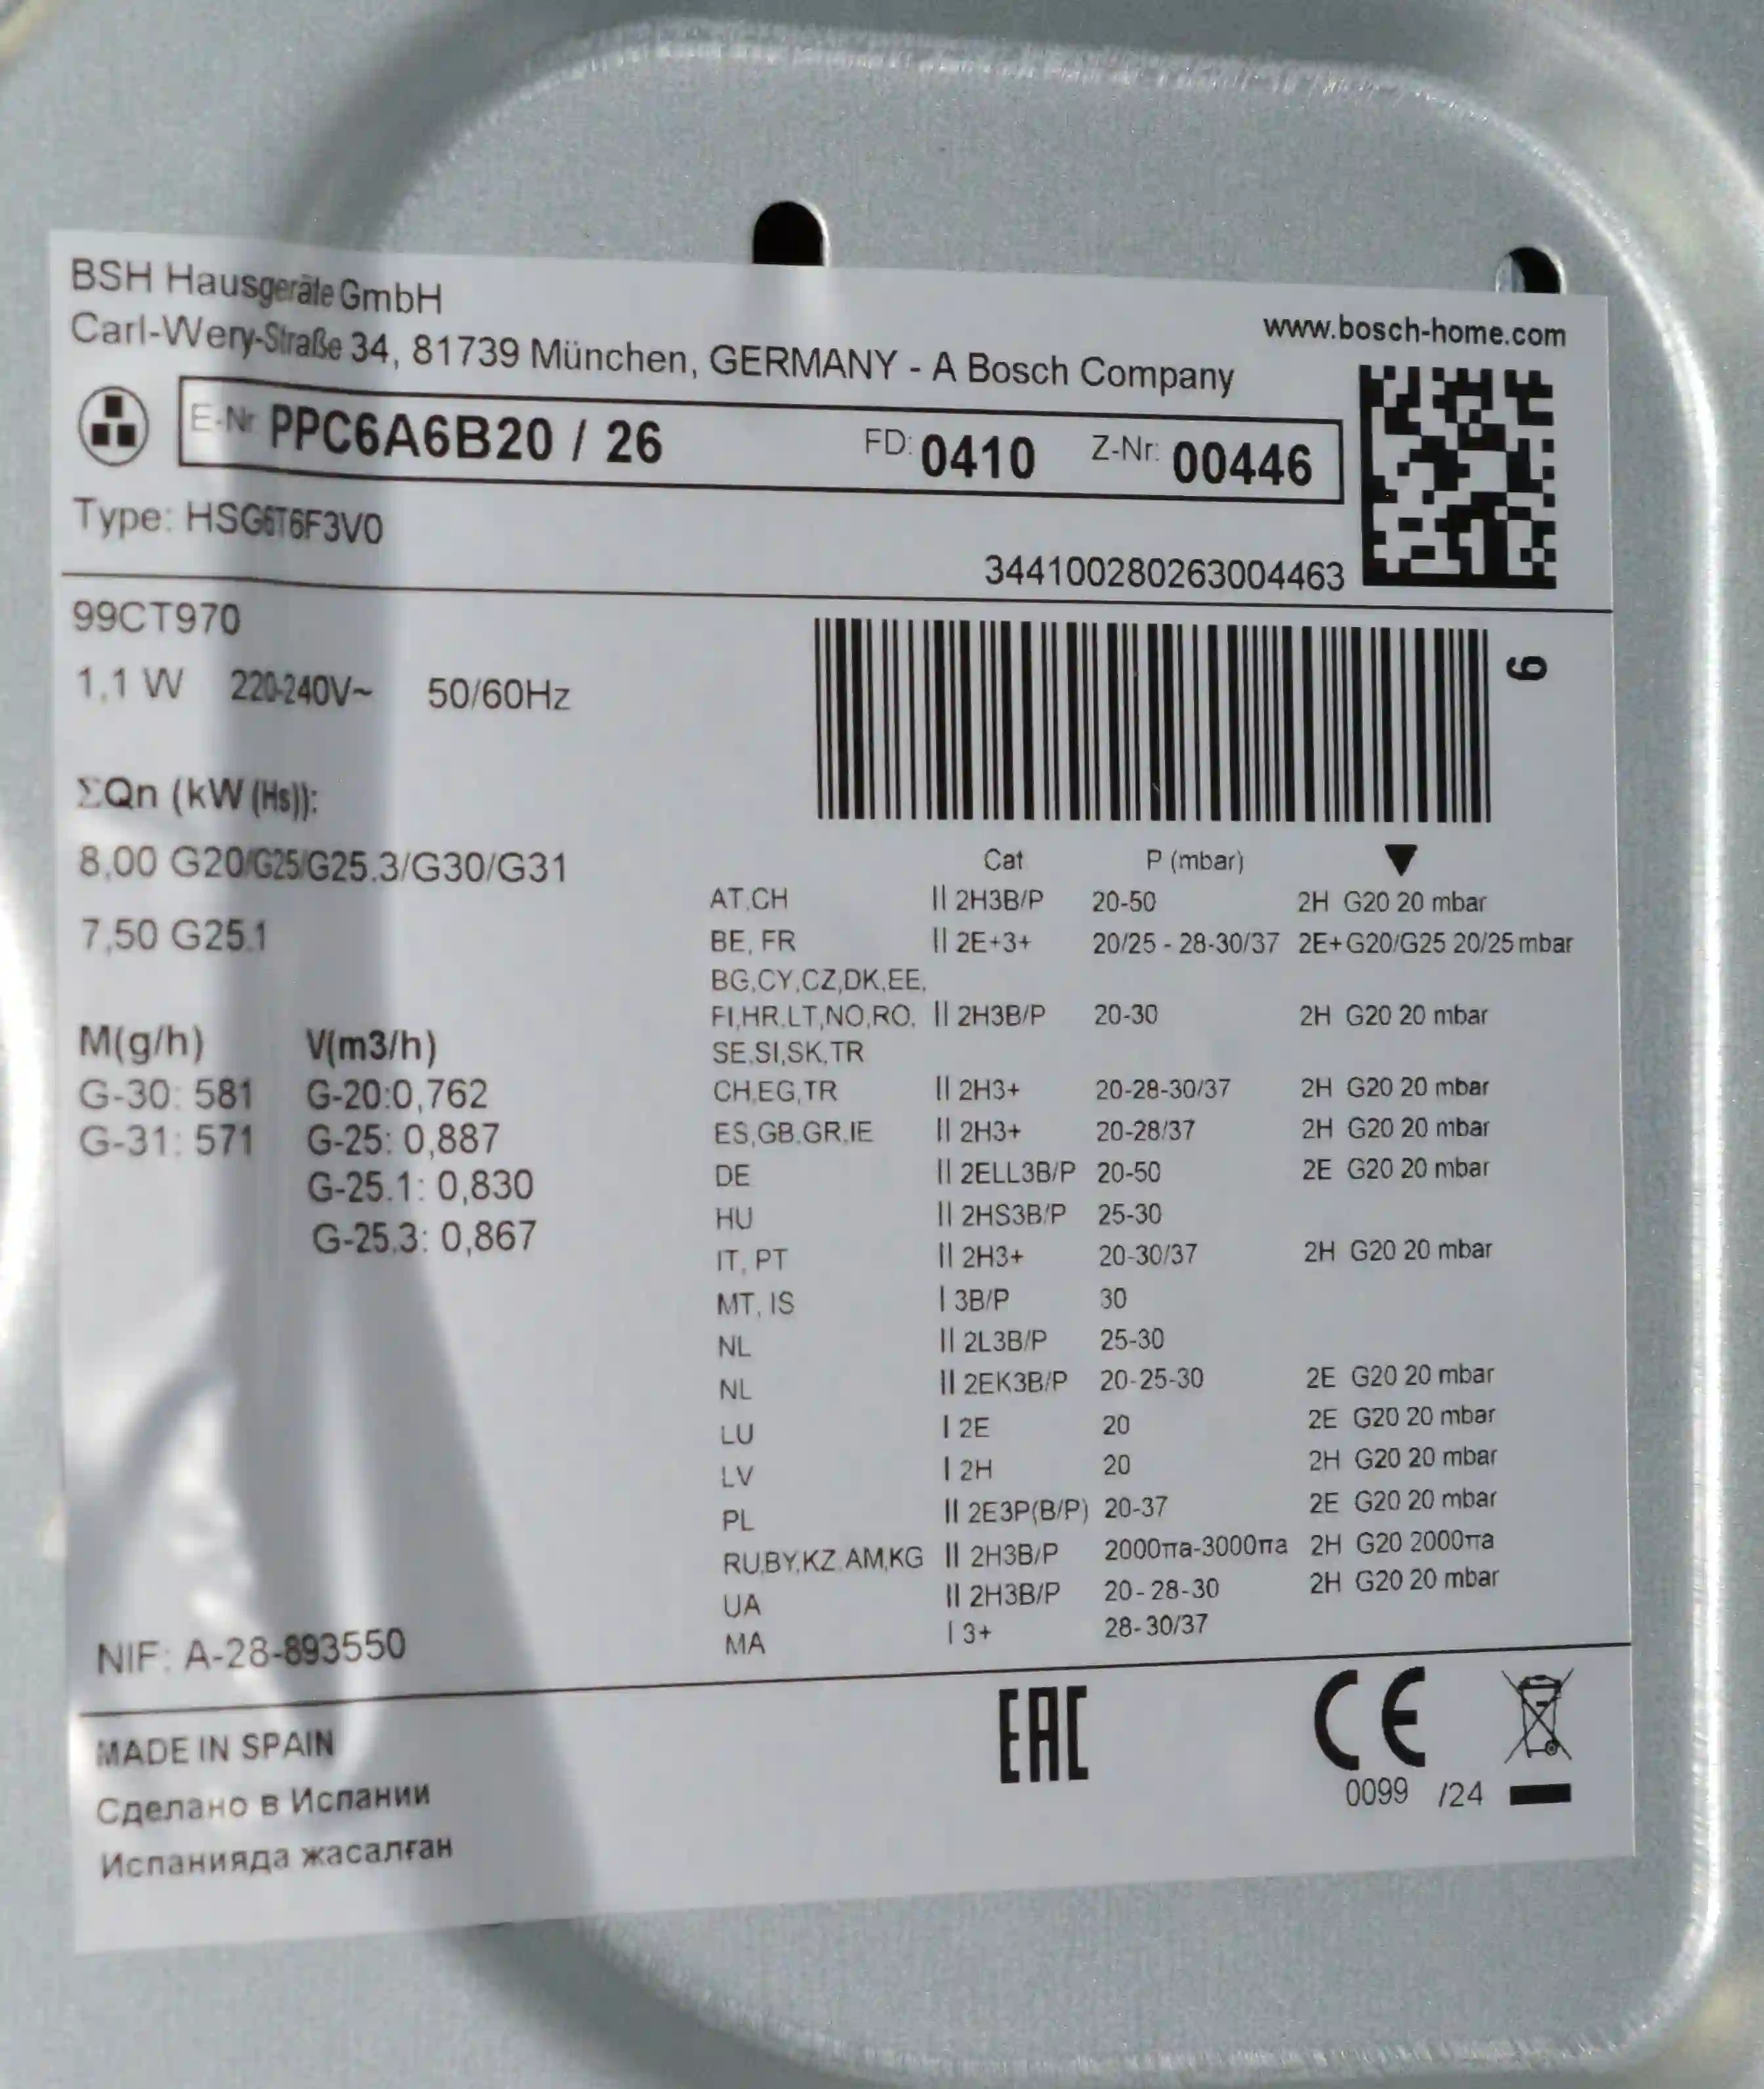 BSH Hausgeräte GmbH
Carl-Wery-Straße 34, 81739 München, GERMANY - A Bosch Company
www.bosch-home.com
E-Nr PPC6A6B20 / 26 FD: 0410 Z-Nr: 00446
Type: HSG6T6F3V0
344100280263004463
99CT970
1,1 W 220-240V~ 50/60Hz
9
ΣQn (kW (Hs)):
8,00 G20/G25/G25.3/G30/G31
7,50 G25.1
M(g/h) V(m3/h)
G-30: 581 G-20:0,762
G-31: 571 G-25: 0,887
G-25.1: 0,830
G-25.3: 0,867
Cat P (mbar) ▼
AT,CH II 2H3B/P 20-50 2H G20 20 mbar
BE, FR II 2E+3+ 20/25 - 28-30/37 2E+G20/G25 20/25 mbar
BG,CY,CZ,DK,EE,
FI,HR,LT,NO,RO, II 2H3B/P 20-30 2H G20 20 mbar
SE,SI,SK,TR
CH,EG,TR II 2H3+ 20-28-30/37 2H G20 20 mbar
ES,GB,GR,IE II 2H3+ 20-28/37 2H G20 20 mbar
DE II 2ELL3B/P 20-50 2E G20 20 mbar
HU II 2HS3B/P 25-30
IT, PT II 2H3+ 20-30/37 2H G20 20 mbar
MT, IS I 3B/P 30
NL II 2L3B/P 25-30
NL II 2EK3B/P 20-25-30 2E G20 20 mbar
LU I 2E 20 2E G20 20 mbar
LV I 2H 20 2H G20 20 mbar
PL II 2E3P(B/P) 20-37 2E G20 20 mbar
RU,BY,KZ,AM,KG II 2H3B/P 2000πа-3000πа 2H G20 2000πа
UA II 2H3B/P 20-28-30 2H G20 20 mbar
MA I 3+ 28-30/37
NIF: A-28-893550
MADE IN SPAIN
Сделано в Испании
Испанияда жасалған
EAC
CE
0099 /24